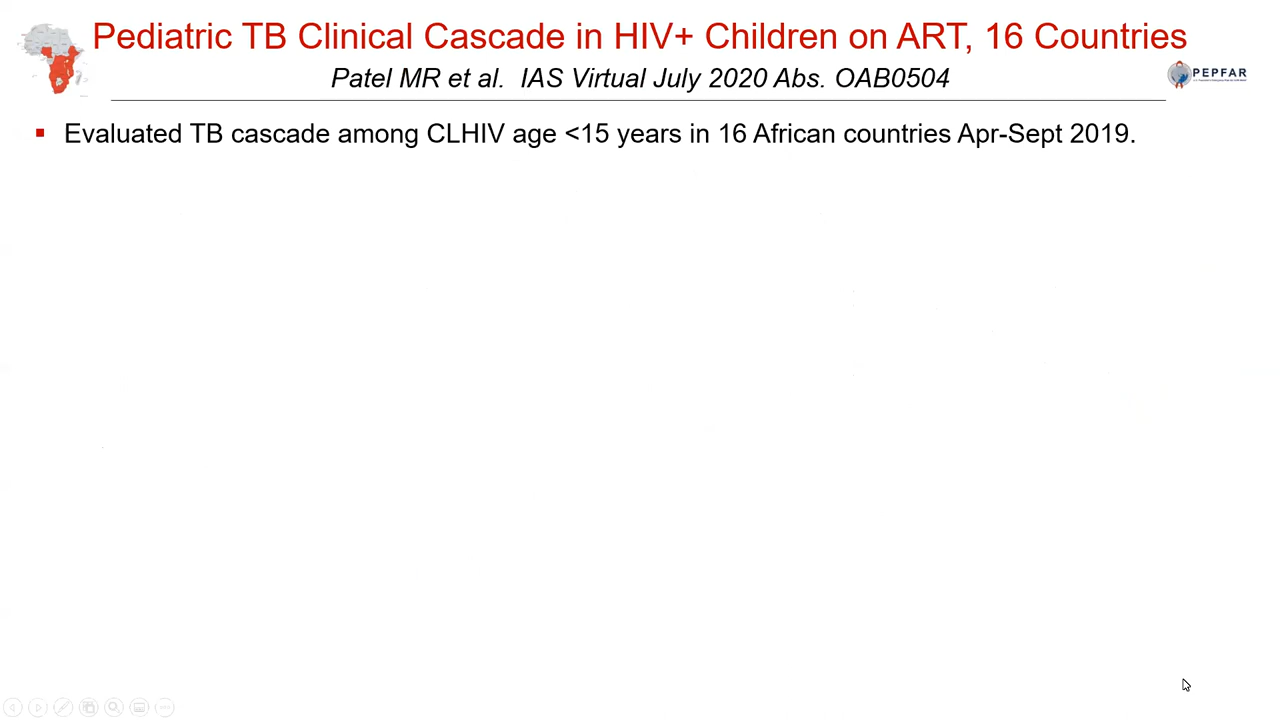 Pediatric TB Clinical Cascade in HIV+ Children on ART, 16 Countries
Patel MR et al. IAS Virtual July 2020 Abs. OAB0504
PEPFAR
▪ Evaluated TB cascade among CLHIV age <15 years in 16 African countries Apr-Sept 2019.